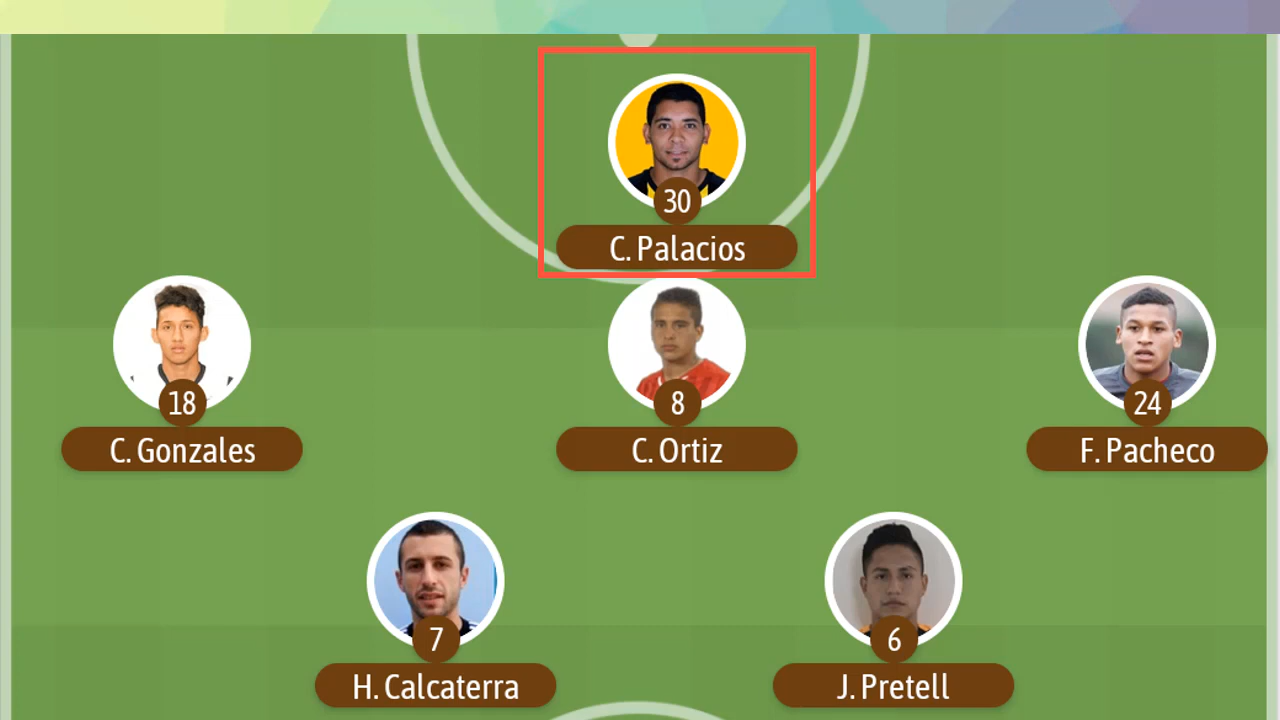 30
C. Palacios
18
8
24
C. Gonzales
C. Ortiz
F. Pacheco
7
6
H. Calcaterra
J. Pretell